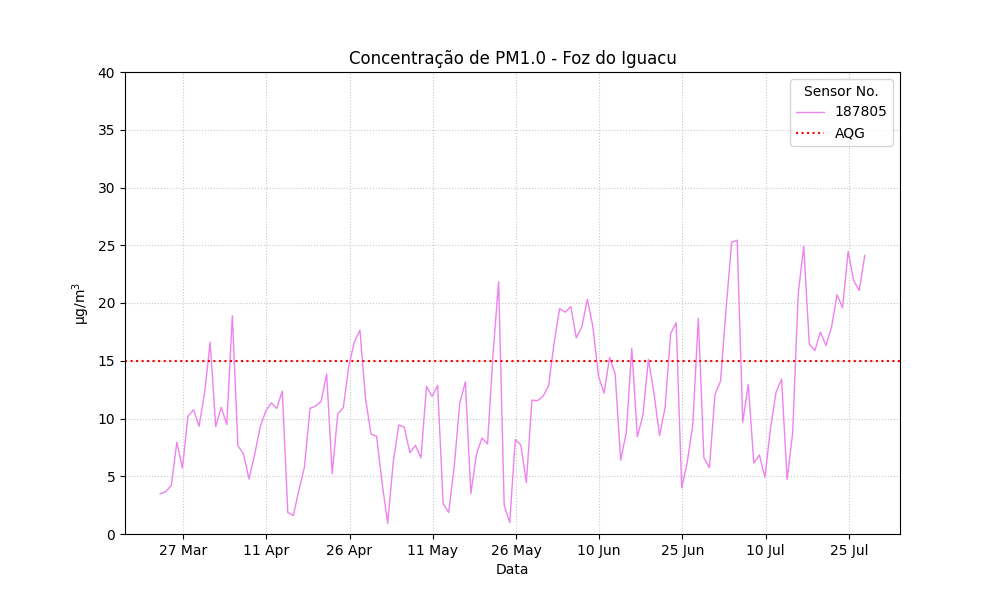 Concentração de PM1.0 - Foz do Iguacu
40
35
30
25
20
15
10
5
0
µg/m³
Sensor No.
187805
AQG
27 Mar 11 Apr 26 Apr 11 May 26 May 10 Jun 25 Jun 10 Jul 25 Jul
Data